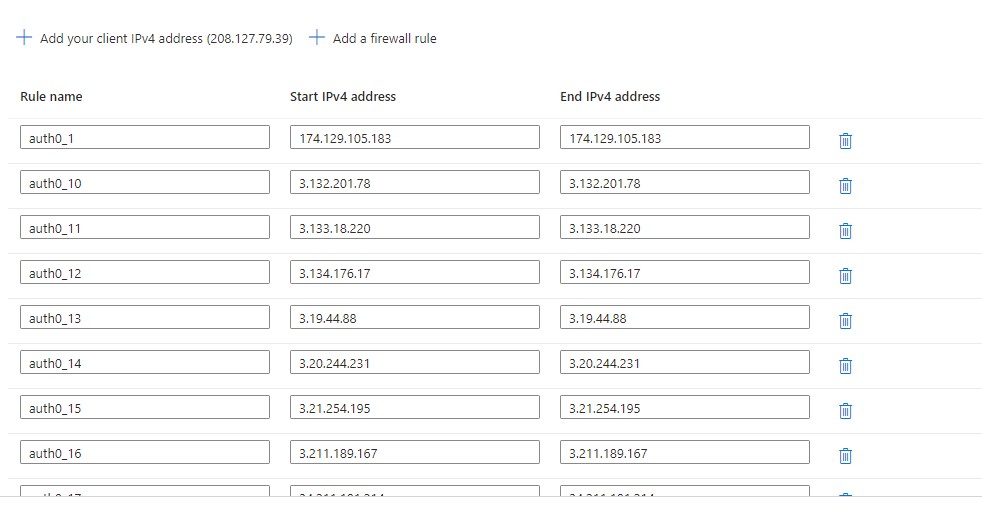 Add your client IPv4 address (208.127.79.39) Add a firewall rule
Rule name Start IPv4 address End IPv4 address
auth0_1 174.129.105.183 174.129.105.183
auth0_10 3.132.201.78 3.132.201.78
auth0_11 3.133.18.220 3.133.18.220
auth0_12 3.134.176.17 3.134.176.17
auth0_13 3.19.44.88 3.19.44.88
auth0_14 3.20.244.231 3.20.244.231
auth0_15 3.21.254.195 3.21.254.195
auth0_16 3.211.189.167 3.211.189.167